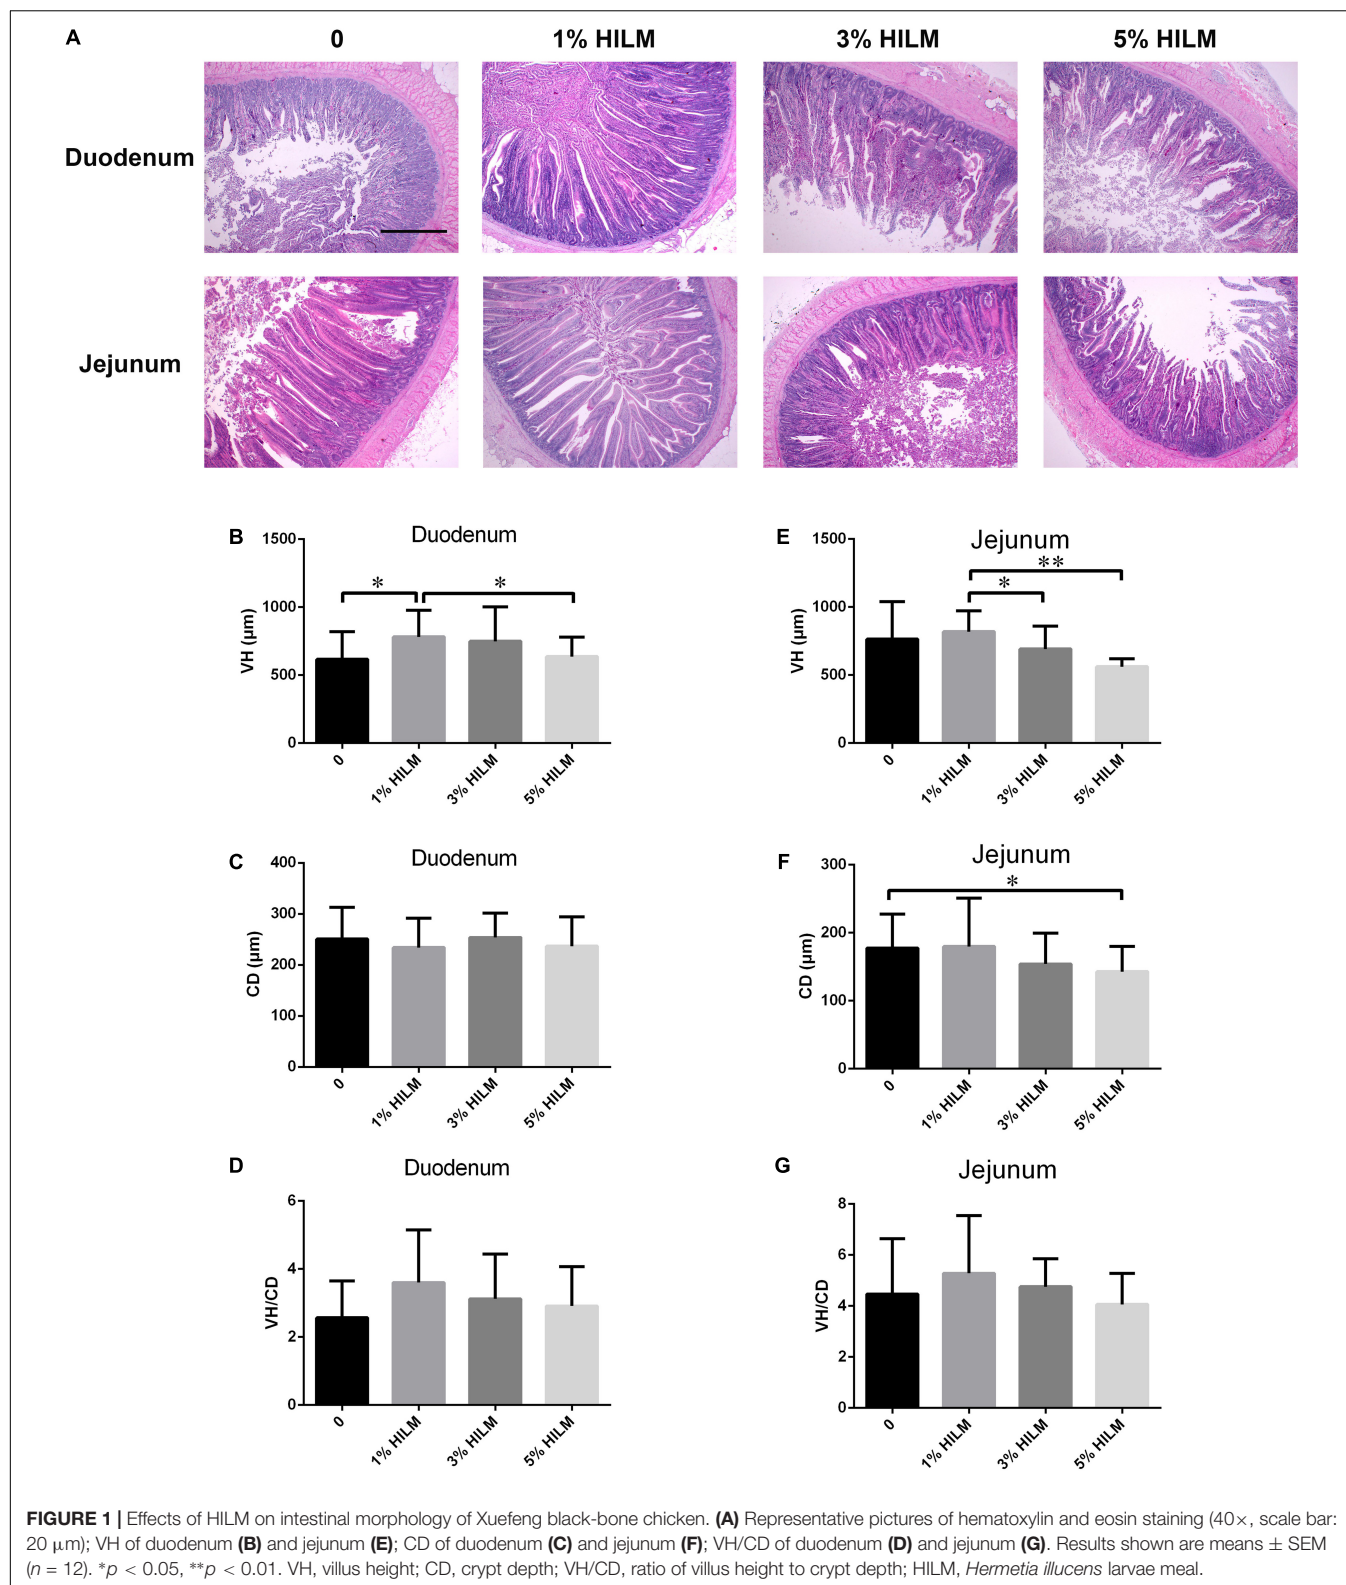 A
0
1% HILM
3% HILM
5% HILM
Duodenum
Jejunum
B
Duodenum
1500
1000
500
0
VH (µm)
*
*
0
1% HILM
3% HILM
5% HILM
E
Jejunum
1500
1000
500
0
VH (µm)
**
*
0
1% HILM
3% HILM
5% HILM
C
Duodenum
400
300
200
100
0
CD (µm)
0
1% HILM
3% HILM
5% HILM
F
Jejunum
300
200
100
0
CD (µm)
*
0
1% HILM
3% HILM
5% HILM
D
Duodenum
6
4
2
0
VH/CD
0
1% HILM
3% HILM
5% HILM
G
Jejunum
8
6
4
2
0
VH/CD
0
1% HILM
3% HILM
5% HILM
FIGURE 1 | Effects of HILM on intestinal morphology of Xuefeng black-bone chicken. (A) Representative pictures of hematoxylin and eosin staining (40×, scale bar:
20 µm); VH of duodenum (B) and jejunum (E); CD of duodenum (C) and jejunum (F); VH/CD of duodenum (D) and jejunum (G). Results shown are means ± SEM
(n = 12). *p < 0.05, **p < 0.01. VH, villus height; CD, crypt depth; VH/CD, ratio of villus height to crypt depth; HILM, Hermetia illucens larvae meal.